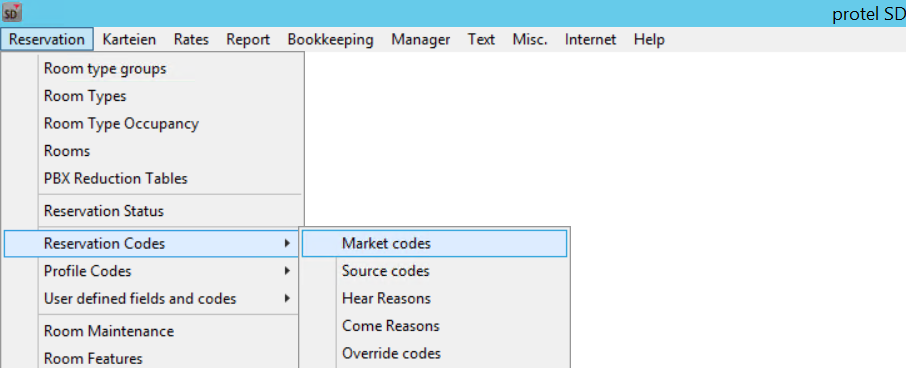 SD
protel SD
Reservation Karteien Rates Report Bookkeeping Manager Text Misc. Internet Help
Room type groups
Room Types
Room Type Occupancy
Rooms
PBX Reduction Tables
Reservation Status
Reservation Codes
Market codes
Profile Codes
Source codes
User defined fields and codes
Hear Reasons
Come Reasons
Room Maintenance
Override codes
Room Features